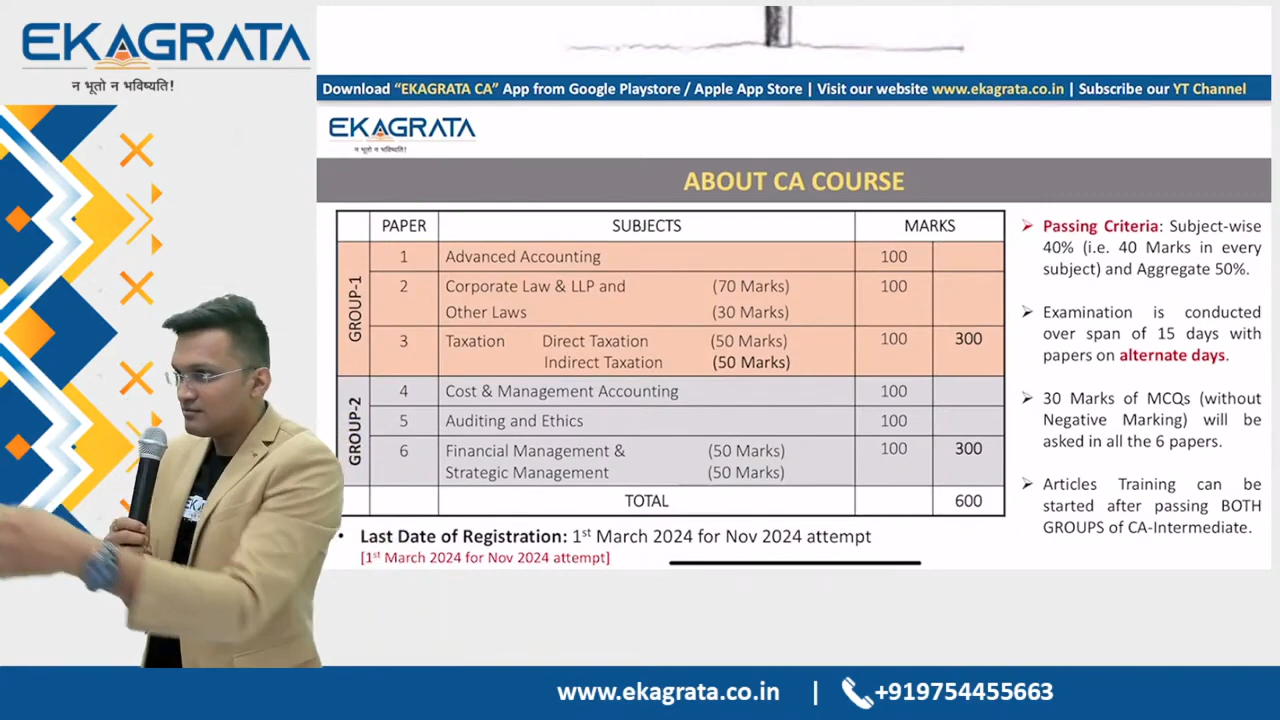 EKAGRATA
न भूतो न भविष्यति!
Download “EKAGRATA CA” App from Google Playstore / Apple App Store | Visit our website www.ekagrata.co.in | Subscribe our YT Channel
EKAGRATA
न भूतो न भविष्यति!
ABOUT CA COURSE
PAPER SUBJECTS MARKS
GROUP-1
1 Advanced Accounting 100
2 Corporate Law & LLP and (70 Marks) 100
Other Laws (30 Marks)
3 Taxation Direct Taxation (50 Marks) 100 300
Indirect Taxation (50 Marks)
GROUP-2
4 Cost & Management Accounting 100
5 Auditing and Ethics 100
6 Financial Management & (50 Marks) 100 300
Strategic Management (50 Marks)
TOTAL 600
• Last Date of Registration: 1st March 2024 for Nov 2024 attempt
[1st March 2024 for Nov 2024 attempt]
➢ Passing Criteria: Subject-wise
40% (i.e. 40 Marks in every
subject) and Aggregate 50%.
➢ Examination is conducted
over span of 15 days with
papers on alternate days.
➢ 30 Marks of MCQs (without
Negative Marking) will be
asked in all the 6 papers.
➢ Articles Training can be
started after passing BOTH
GROUPS of CA-Intermediate.
www.ekagrata.co.in | +919754455663